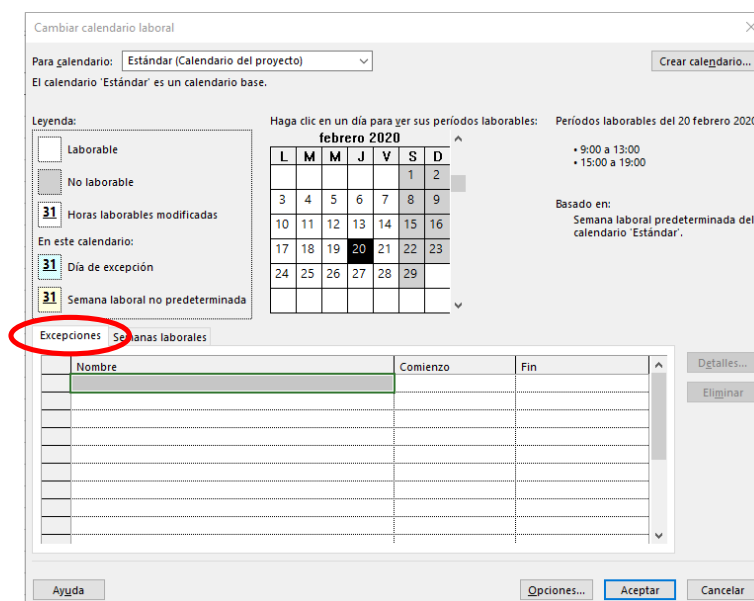 Cambiar calendario laboral
Para calendario: Estándar (Calendario del proyecto) Crear calendario...
El calendario 'Estándar' es un calendario base.
Leyenda:
Laborable
No laborable
31 Horas laborables modificadas
En este calendario:
31 Día de excepción
31 Semana laboral no predeterminada
Haga clic en un día para ver sus períodos laborables:
febrero 2020
L M M J V S D
1 2
3 4 5 6 7 8 9
10 11 12 13 14 15 16
17 18 19 20 21 22 23
24 25 26 27 28 29
Períodos laborables del 20 febrero 2020
• 9:00 a 13:00
• 15:00 a 19:00
Basado en:
Semana laboral predeterminada del
calendario 'Estándar'.
Excepciones Semanas laborales
Nombre Comienzo Fin
Detalles...
Eliminar
Ayuda Opciones... Aceptar Cancelar